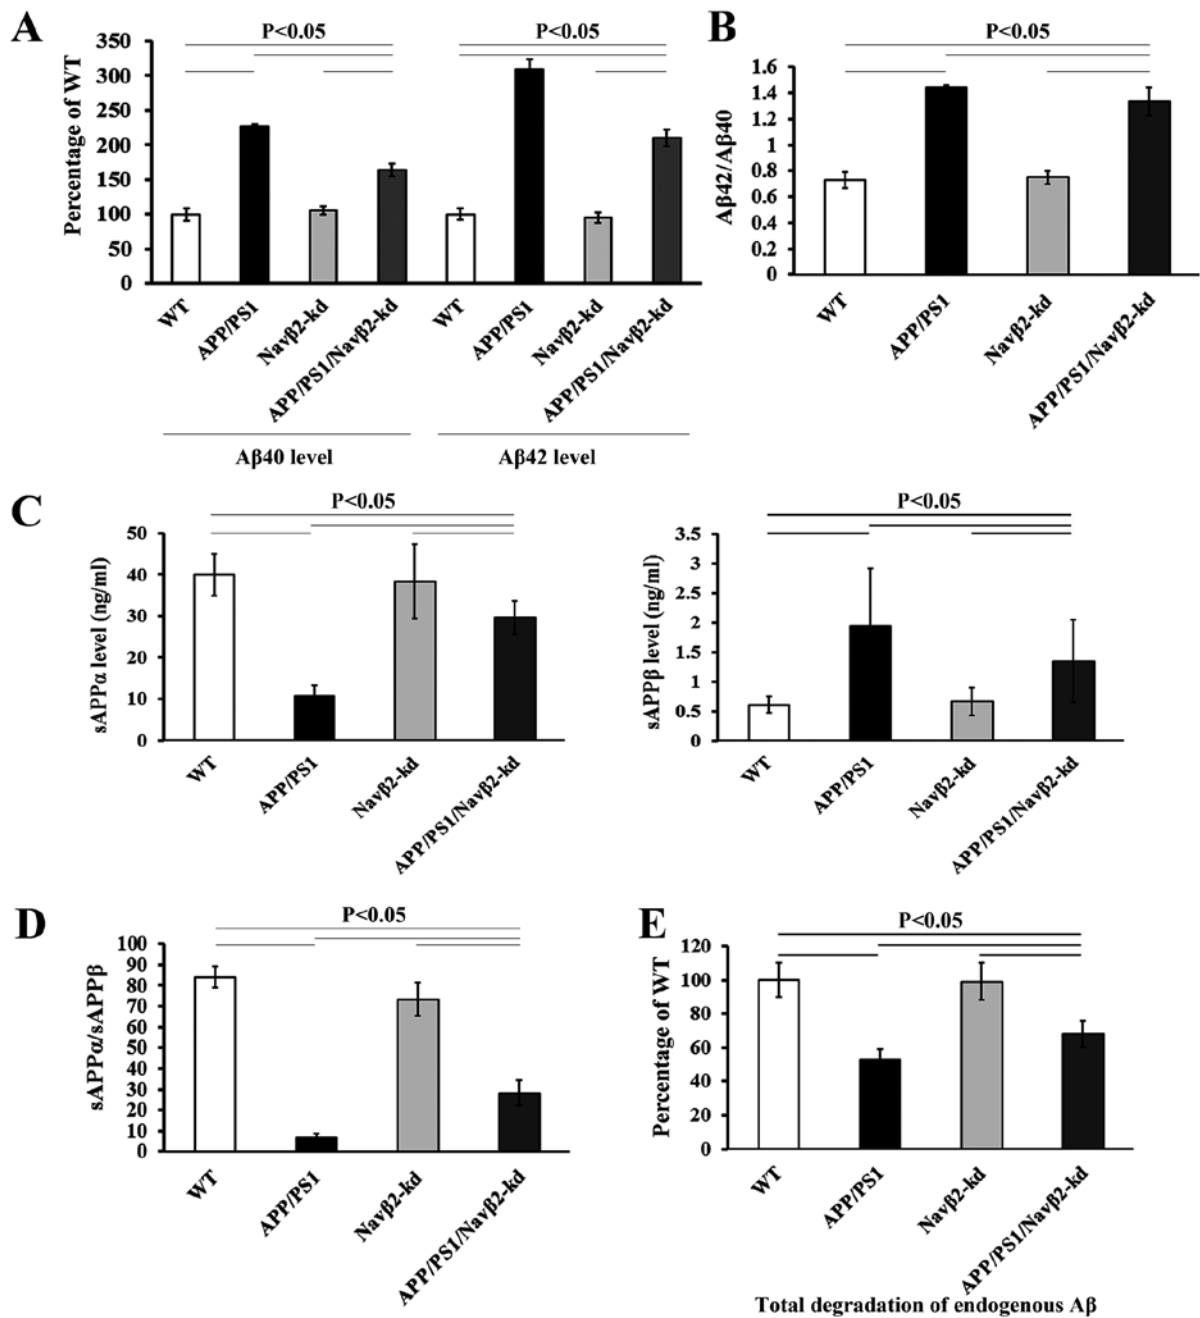 A
P<0.05
P<0.05
Percentage of WT
350
300
250
200
150
100
50
0
WT
APP/PS1
Navβ2-kd
APP/PS1/Navβ2-kd
WT
APP/PS1
Navβ2-kd
APP/PS1/Navβ2-kd
Aβ40 level
Aβ42 level
B
P<0.05
Aβ42/Aβ40
1.6
1.4
1.2
1
0.8
0.6
0.4
0.2
0
WT
APP/PS1
Navβ2-kd
APP/PS1/Navβ2-kd
C
P<0.05
sAPPα level (ng/ml)
50
40
30
20
10
0
WT
APP/PS1
Navβ2-kd
APP/PS1/Navβ2-kd
P<0.05
sAPPβ level (ng/ml)
3.5
3
2.5
2
1.5
1
0.5
0
WT
APP/PS1
Navβ2-kd
APP/PS1/Navβ2-kd
D
P<0.05
sAPPα/sAPPβ
100
90
80
70
60
50
40
30
20
10
0
WT
APP/PS1
Navβ2-kd
APP/PS1/Navβ2-kd
E
P<0.05
Percentage of WT
120
100
80
60
40
20
0
WT
APP/PS1
Navβ2-kd
APP/PS1/Navβ2-kd
Total degradation of endogenous Aβ